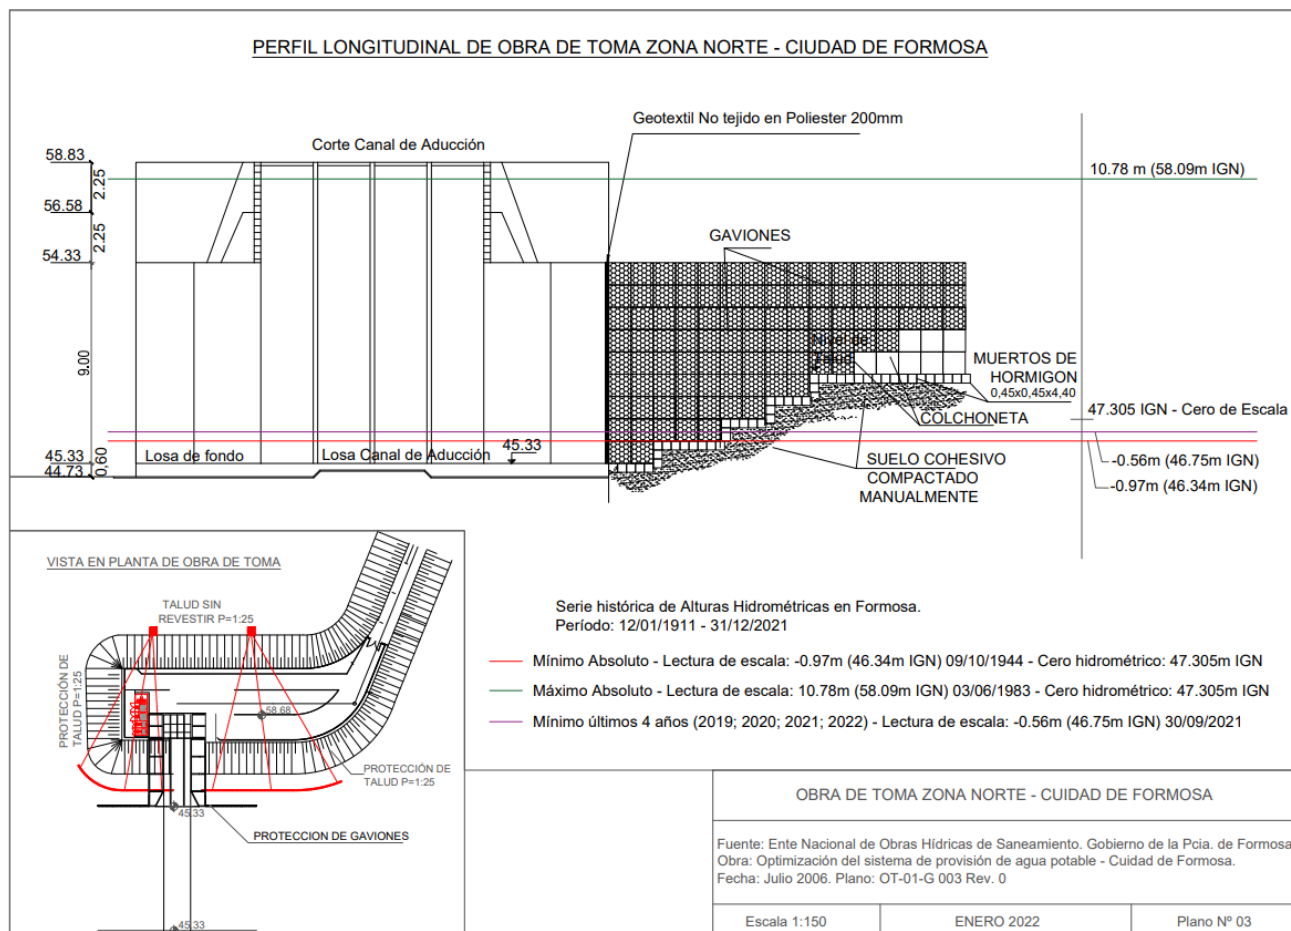 PERFIL LONGITUDINAL DE OBRA DE TOMA ZONA NORTE - CIUDAD DE FORMOSA
Geotextil No tejido en Poliester 200mm
Corte Canal de Aducción
58.83
2.25
56.58
2.25
54.33
9.00
45.33
0,60
44.73
10.78 m (58.09m IGN)
GAVIONES
Nivel de
Talud
MUERTOS DE
HORMIGON
0,45x0,45x4,40
COLCHONETA
47.305 IGN - Cero de Escala
Losa de fondo
Losa Canal de Aducción
45.33
SUELO COHESIVO
COMPACTADO
MANUALMENTE
-0.56m (46.75m IGN)
-0.97m (46.34m IGN)
VISTA EN PLANTA DE OBRA DE TOMA
TALUD SIN
REVESTIR P=1:25
PROTECCIÓN DE
TALUD P=1:25
58.68
PROTECCIÓN DE
TALUD P=1:25
45.33
PROTECCION DE GAVIONES
45.33
Serie histórica de Alturas Hidrométricas en Formosa.
Período: 12/01/1911 - 31/12/2021
Mínimo Absoluto - Lectura de escala: -0.97m (46.34m IGN) 09/10/1944 - Cero hidrométrico: 47.305m IGN
Máximo Absoluto - Lectura de escala: 10.78m (58.09m IGN) 03/06/1983 - Cero hidrométrico: 47.305m IGN
Mínimo últimos 4 años (2019; 2020; 2021; 2022) - Lectura de escala: -0.56m (46.75m IGN) 30/09/2021
OBRA DE TOMA ZONA NORTE - CUIDAD DE FORMOSA
Fuente: Ente Nacional de Obras Hídricas de Saneamiento. Gobierno de la Pcia. de Formosa
Obra: Optimización del sistema de provisión de agua potable - Cuidad de Formosa.
Fecha: Julio 2006. Plano: OT-01-G 003 Rev. 0
Escala 1:150
ENERO 2022
Plano Nº 03